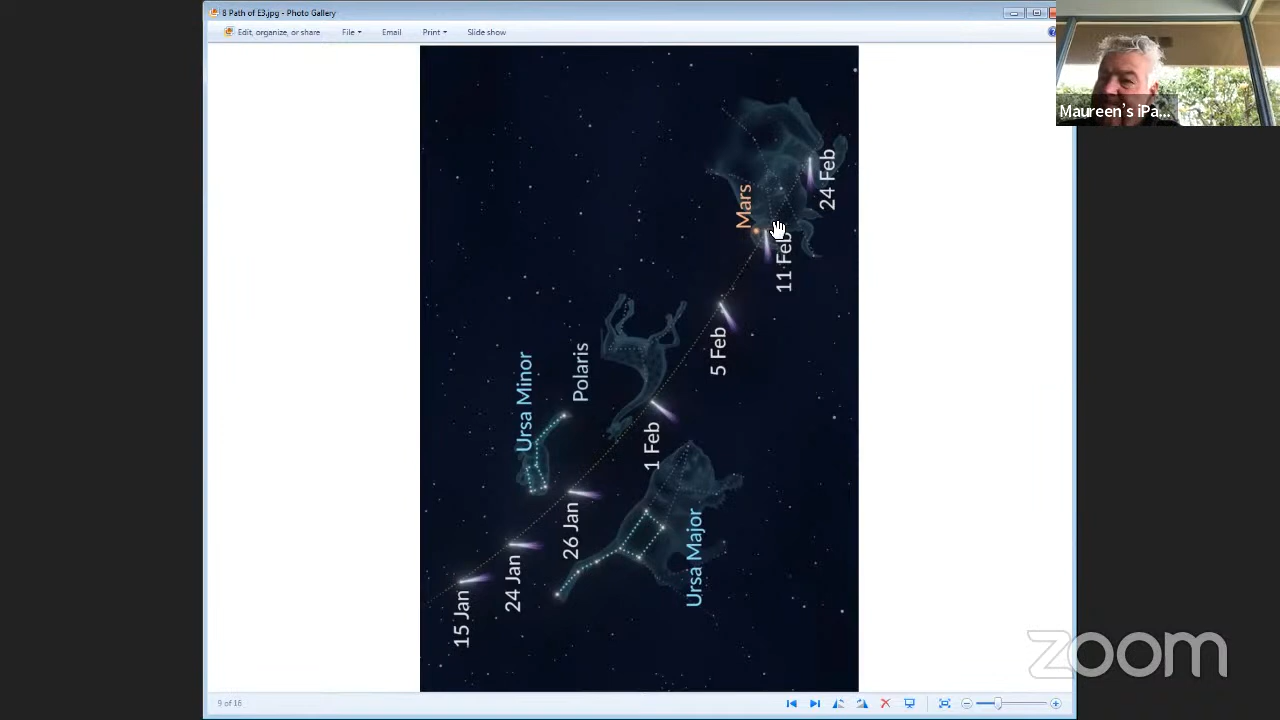 8 Path of E3.jpg - Photo Gallery
Edit, organize, or share
File
Email
Print
Slide show
Maureen's iPa...
24 Feb
Mars
11 Feb
5 Feb
Polaris
Ursa Minor
1 Feb
26 Jan
Ursa Major
24 Jan
15 Jan
zoom
9 of 16